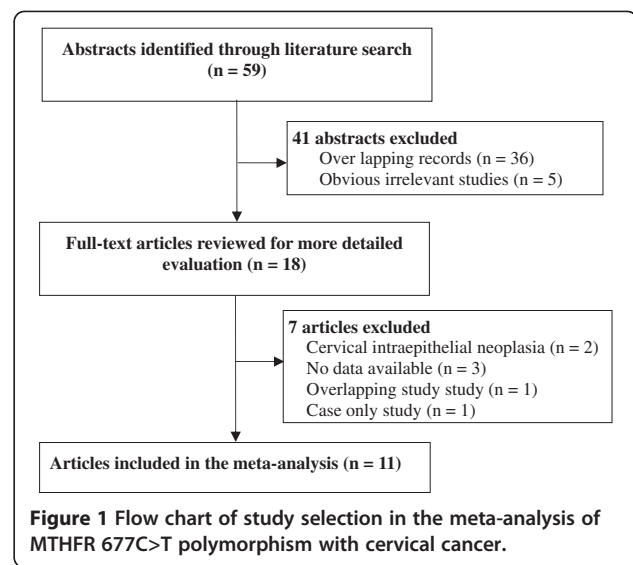 Abstracts identified through literature search
(n = 59)
41 abstracts excluded
Over lapping records (n = 36)
Obvious irrelevant studies (n = 5)
Full-text articles reviewed for more detailed
evaluation (n = 18)
7 articles excluded
Cervical intraepithelial neoplasia (n = 2)
No data available (n = 3)
Overlapping study study (n = 1)
Case only study (n = 1)
Articles included in the meta-analysis (n = 11)
Figure 1 Flow chart of study selection in the meta-analysis of
MTHFR 677C>T polymorphism with cervical cancer.